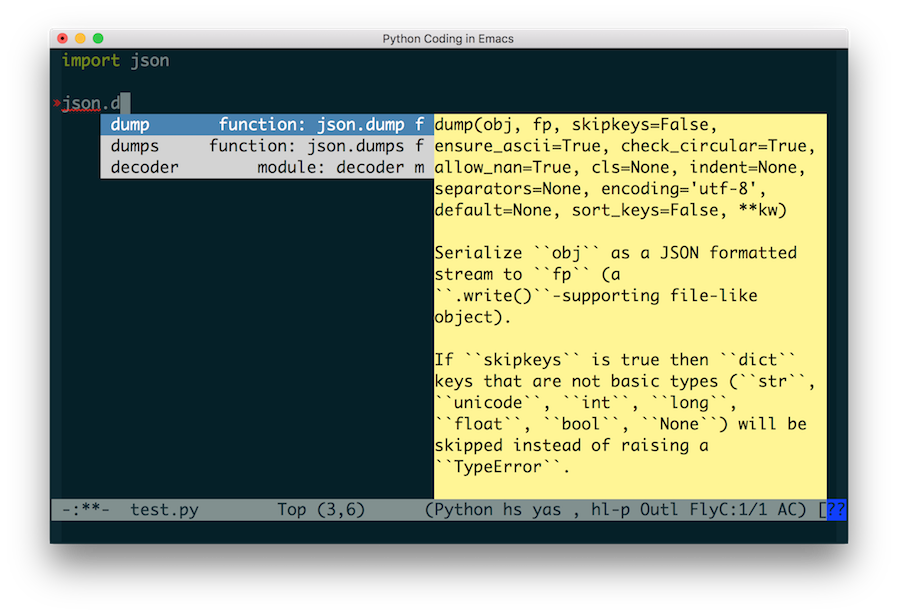 Python Coding in Emacs
import json
»json.d
dump function: json.dump f
dumps function: json.dumps f
decoder module: decoder m
dump(obj, fp, skipkeys=False,
ensure_ascii=True, check_circular=True,
allow_nan=True, cls=None, indent=None,
separators=None, encoding='utf-8',
default=None, sort_keys=False, **kw)
Serialize ``obj`` as a JSON formatted
stream to ``fp`` (a
``.write()``-supporting file-like
object).
If ``skipkeys`` is true then ``dict``
keys that are not basic types (``str``,
``unicode``, ``int``, ``long``,
``float``, ``bool``, ``None``) will be
skipped instead of raising a
``TypeError``.
-:**- test.py Top (3,6) (Python hs yas , hl-p Outl FlyC:1/1 AC) [??